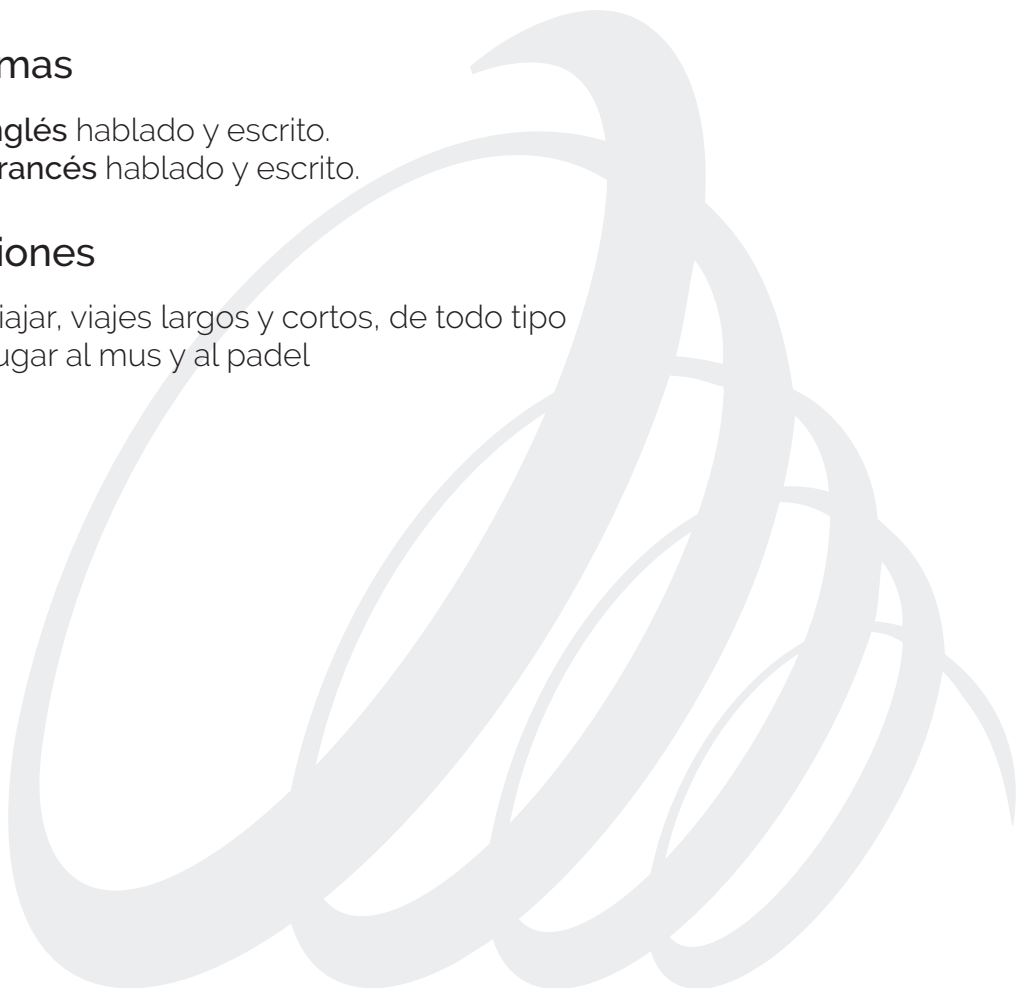 mas
nglés hablado y escrito.
rancés hablado y escrito.
iones
iajar, viajes largos y cortos, de todo tipo
ugar al mus y al padel